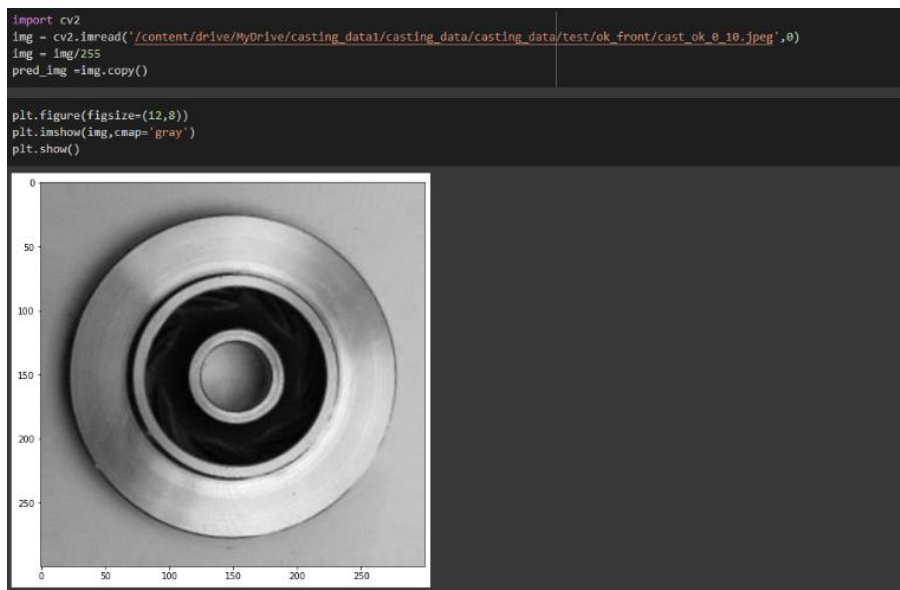 import cv2
img = cv2.imread('/content/drive/MyDrive/casting_data1/casting_data/casting_data/test/ok_front/cast_ok_0_10.jpeg',0)
img = img/255
pred_img =img.copy()
plt.figure(figsize=(12,8))
plt.imshow(img,cmap='gray')
plt.show()
0
50
100
150
200
250
0 50 100 150 200 250